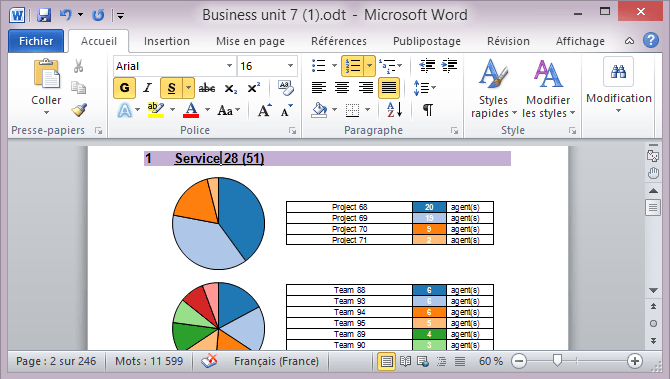 Business unit 7 (1).odt - Microsoft Word
Fichier Accueil Insertion Mise en page Références Publipostage Révision Affichage
Coller
Presse-papiers
Arial 16
G I S abc x₂ x²
A ab A Aa A A
Police
Paragraphe
Styles rapides
Modifier les styles
Style
Modification
1 Service 28 (51)
Project 68 20 agent(s)
Project 69 19 agent(s)
Project 70 9 agent(s)
Project 71 2 agent(s)
Team 88 6 agent(s)
Team 93 6 agent(s)
Team 94 6 agent(s)
Team 95 5 agent(s)
Team 89 4 agent(s)
Team 90 3 agent(s)
Page : 2 sur 246 Mots : 11 599 Français (France) 60 %